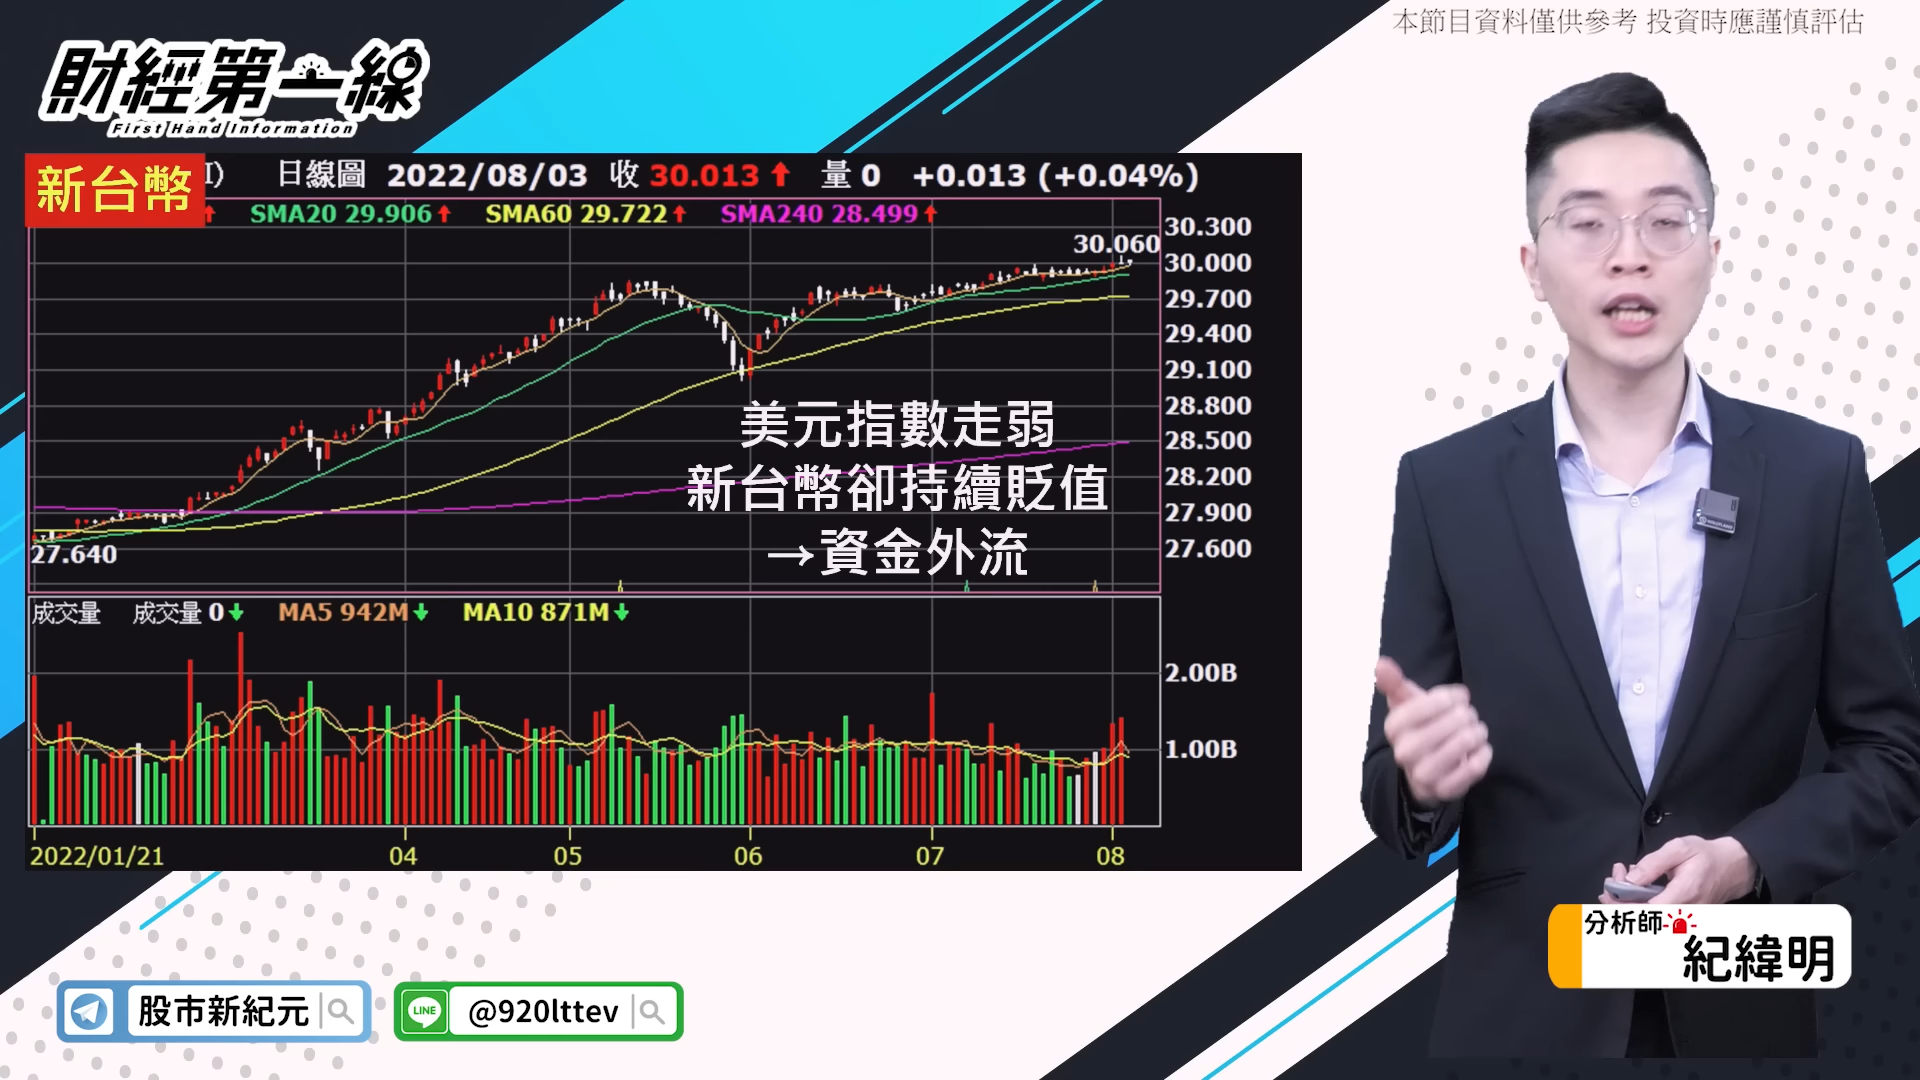 本節目資料僅供參考 投資時應謹慎評估
財經第一線
First Hand Information
新台幣
I) 日線圖 2022/08/03 收 30.013 ↑ 量 0 +0.013 (+0.04%)
↑ SMA20 29.906 ↑ SMA60 29.722 ↑ SMA240 28.499 ↑
30.300
30.060
30.000
29.700
29.400
29.100
28.800
28.500
28.200
27.900
27.600
27.640
美元指數走弱
新台幣卻持續貶值
→資金外流
成交量 成交量 0 ↓ MA5 942M ↓ MA10 871M ↓
2.00B
1.00B
2022/01/21 04 05 06 07 08
分析師
紀緯明
股市新紀元
LINE @920lttev